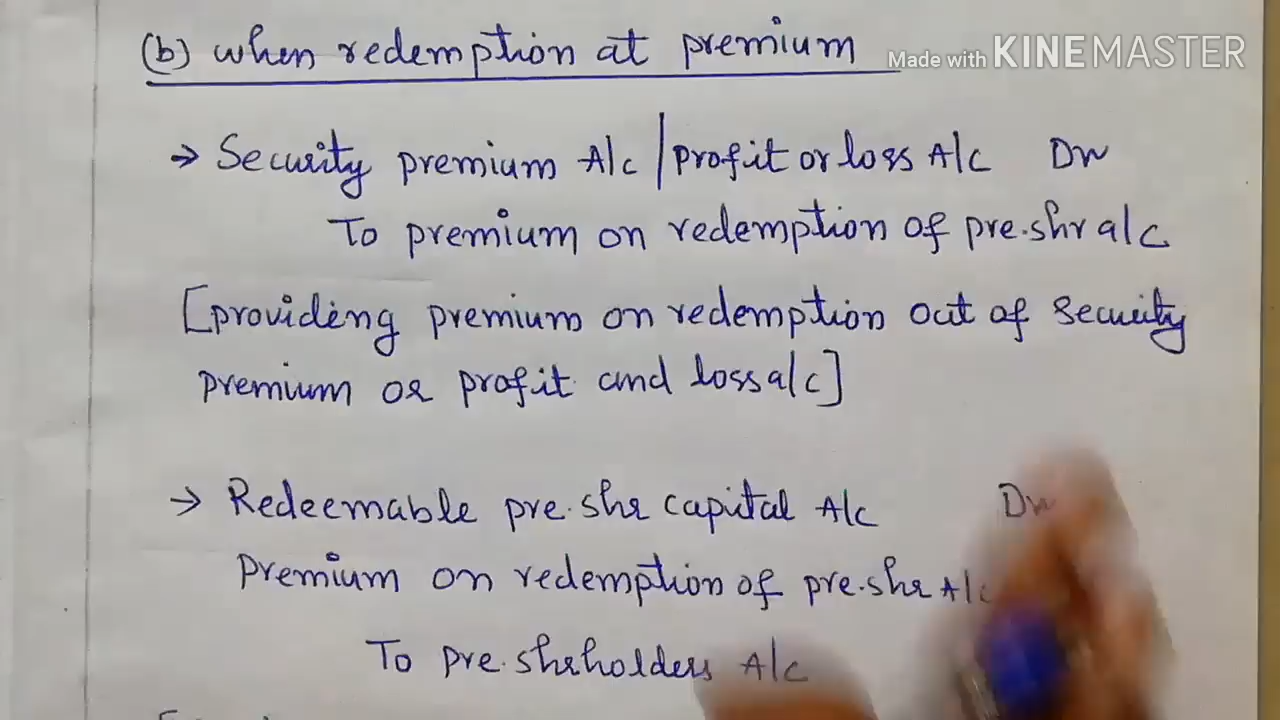 (b) when redemption at premium
Made with KINEMASTER
→ Security premium A/c | profit or loss A/c Dr
To premium on redemption of pre.shr a/c
[providing premium on redemption out of security
premium or profit and loss a/c]
→ Redeemable pre.shr capital A/c Dr
premium on redemption of pre.shr A/c
To pre.shrholders A/c